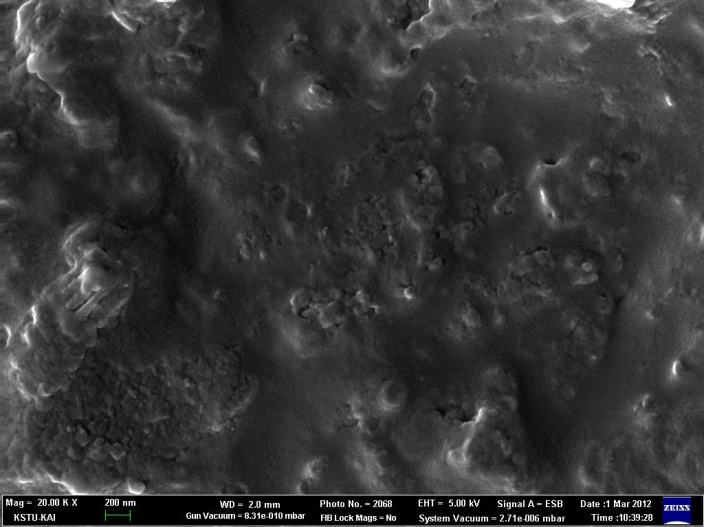 Mag = 20.00 K X 200 nm WD = 2.0 mm Photo No. = 2068 EHT = 5.00 kV Signal A = ESB Date :1 Mar 2012 ZEISS
KSTU-KAI Gun Vacuum = 8.31e-010 mbar FIB Lock Mags = No System Vacuum = 2.71e-006 mbar Time :10:39:28